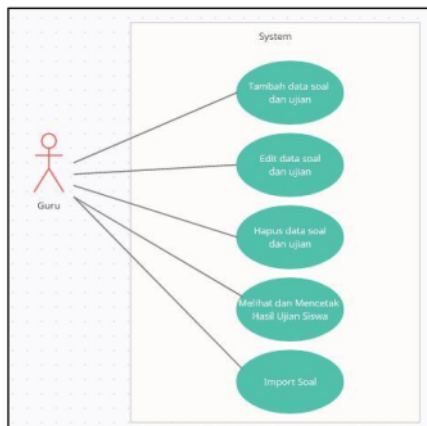 System
Tambah data soal
dan ujian
Edit data soal
dan ujian
Guru
Hapus data soal
dan ujian
Melihat dan Mencetak
Hasil Ujian Siswa
Import Soal